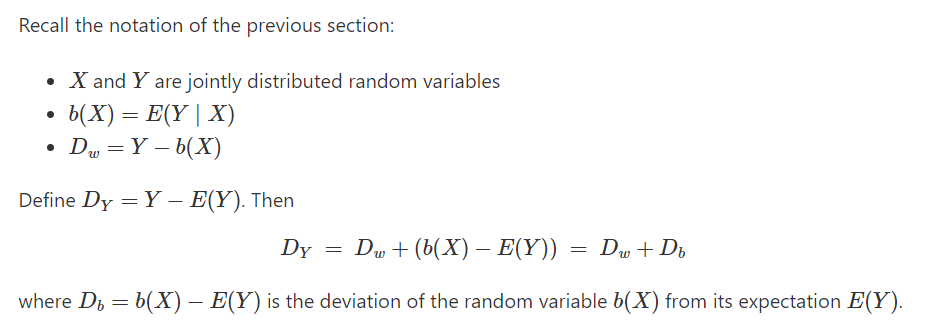 Recall the notation of the previous section:
• X and Y are jointly distributed random variables
• b(X) = E(Y | X)
• D_w = Y − b(X)
Define D_Y = Y − E(Y). Then
D_Y = D_w + (b(X) − E(Y)) = D_w + D_b
where D_b = b(X) − E(Y) is the deviation of the random variable b(X) from its expectation E(Y).